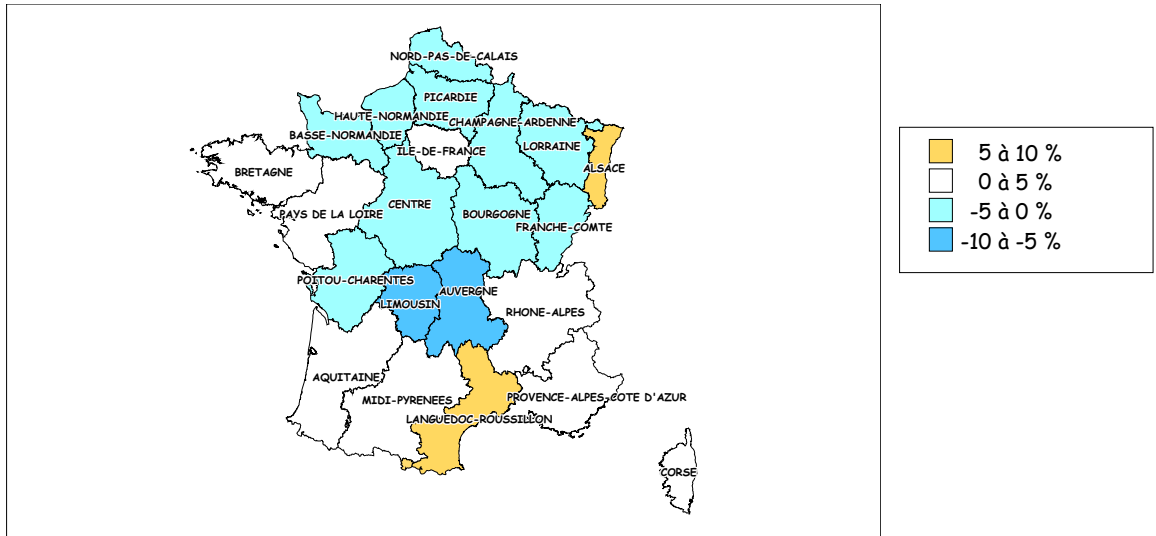 NORD-PAS-DE-CALAIS
PICARDIE
HAUTE-NORMANDIE
CHAMPAGNE-ARDENNE
BASSE-NORMANDIE
LORRAINE
ILE-DE-FRANCE
ALSACE
BRETAGNE
CENTRE
PAYS DE LA LOIRE
BOURGOGNE
FRANCHE-COMTE
POITOU-CHARENTES
AUVERGNE
LIMOUSIN
RHONE-ALPES
AQUITAINE
MIDI-PYRENEES
PROVENCE-ALPES-COTE D'AZUR
LANGUEDOC-ROUSSILLON
CORSE
5 à 10 %
0 à 5 %
-5 à 0 %
-10 à -5 %